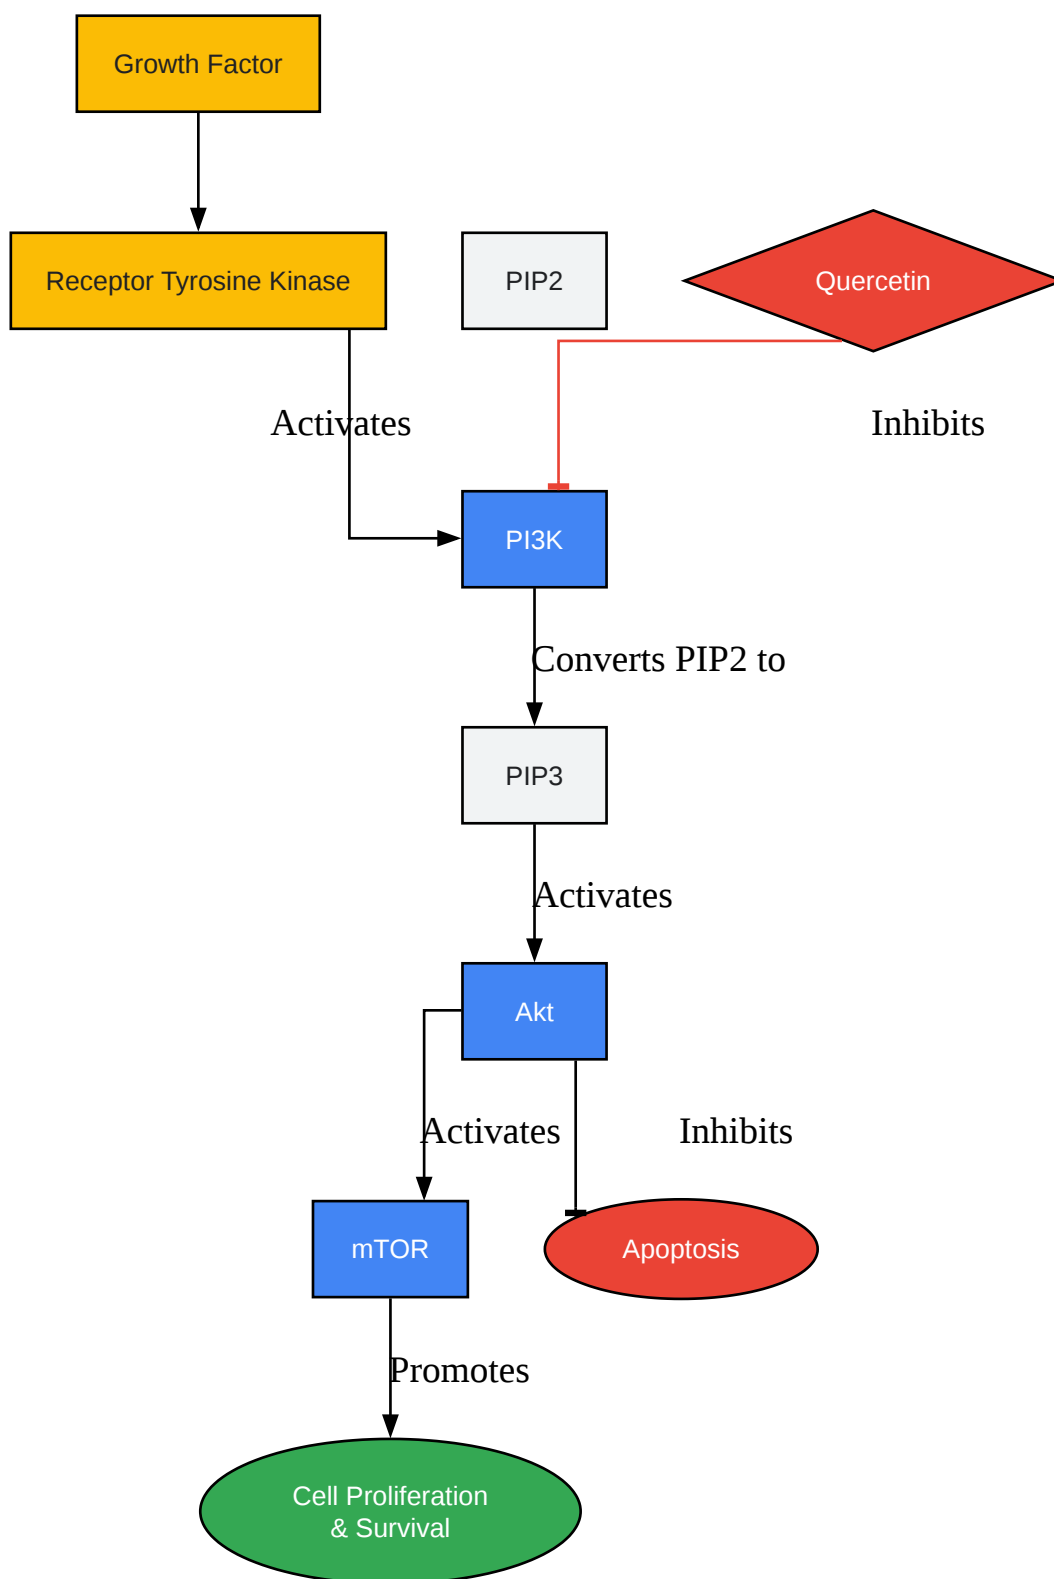 Growth Factor
Receptor Tyrosine Kinase
PIP2
Quercetin
Activates
Inhibits
PI3K
Converts PIP2 to
PIP3
Activates
Akt
Activates
Inhibits
mTOR
Apoptosis
Promotes
Cell Proliferation
& Survival